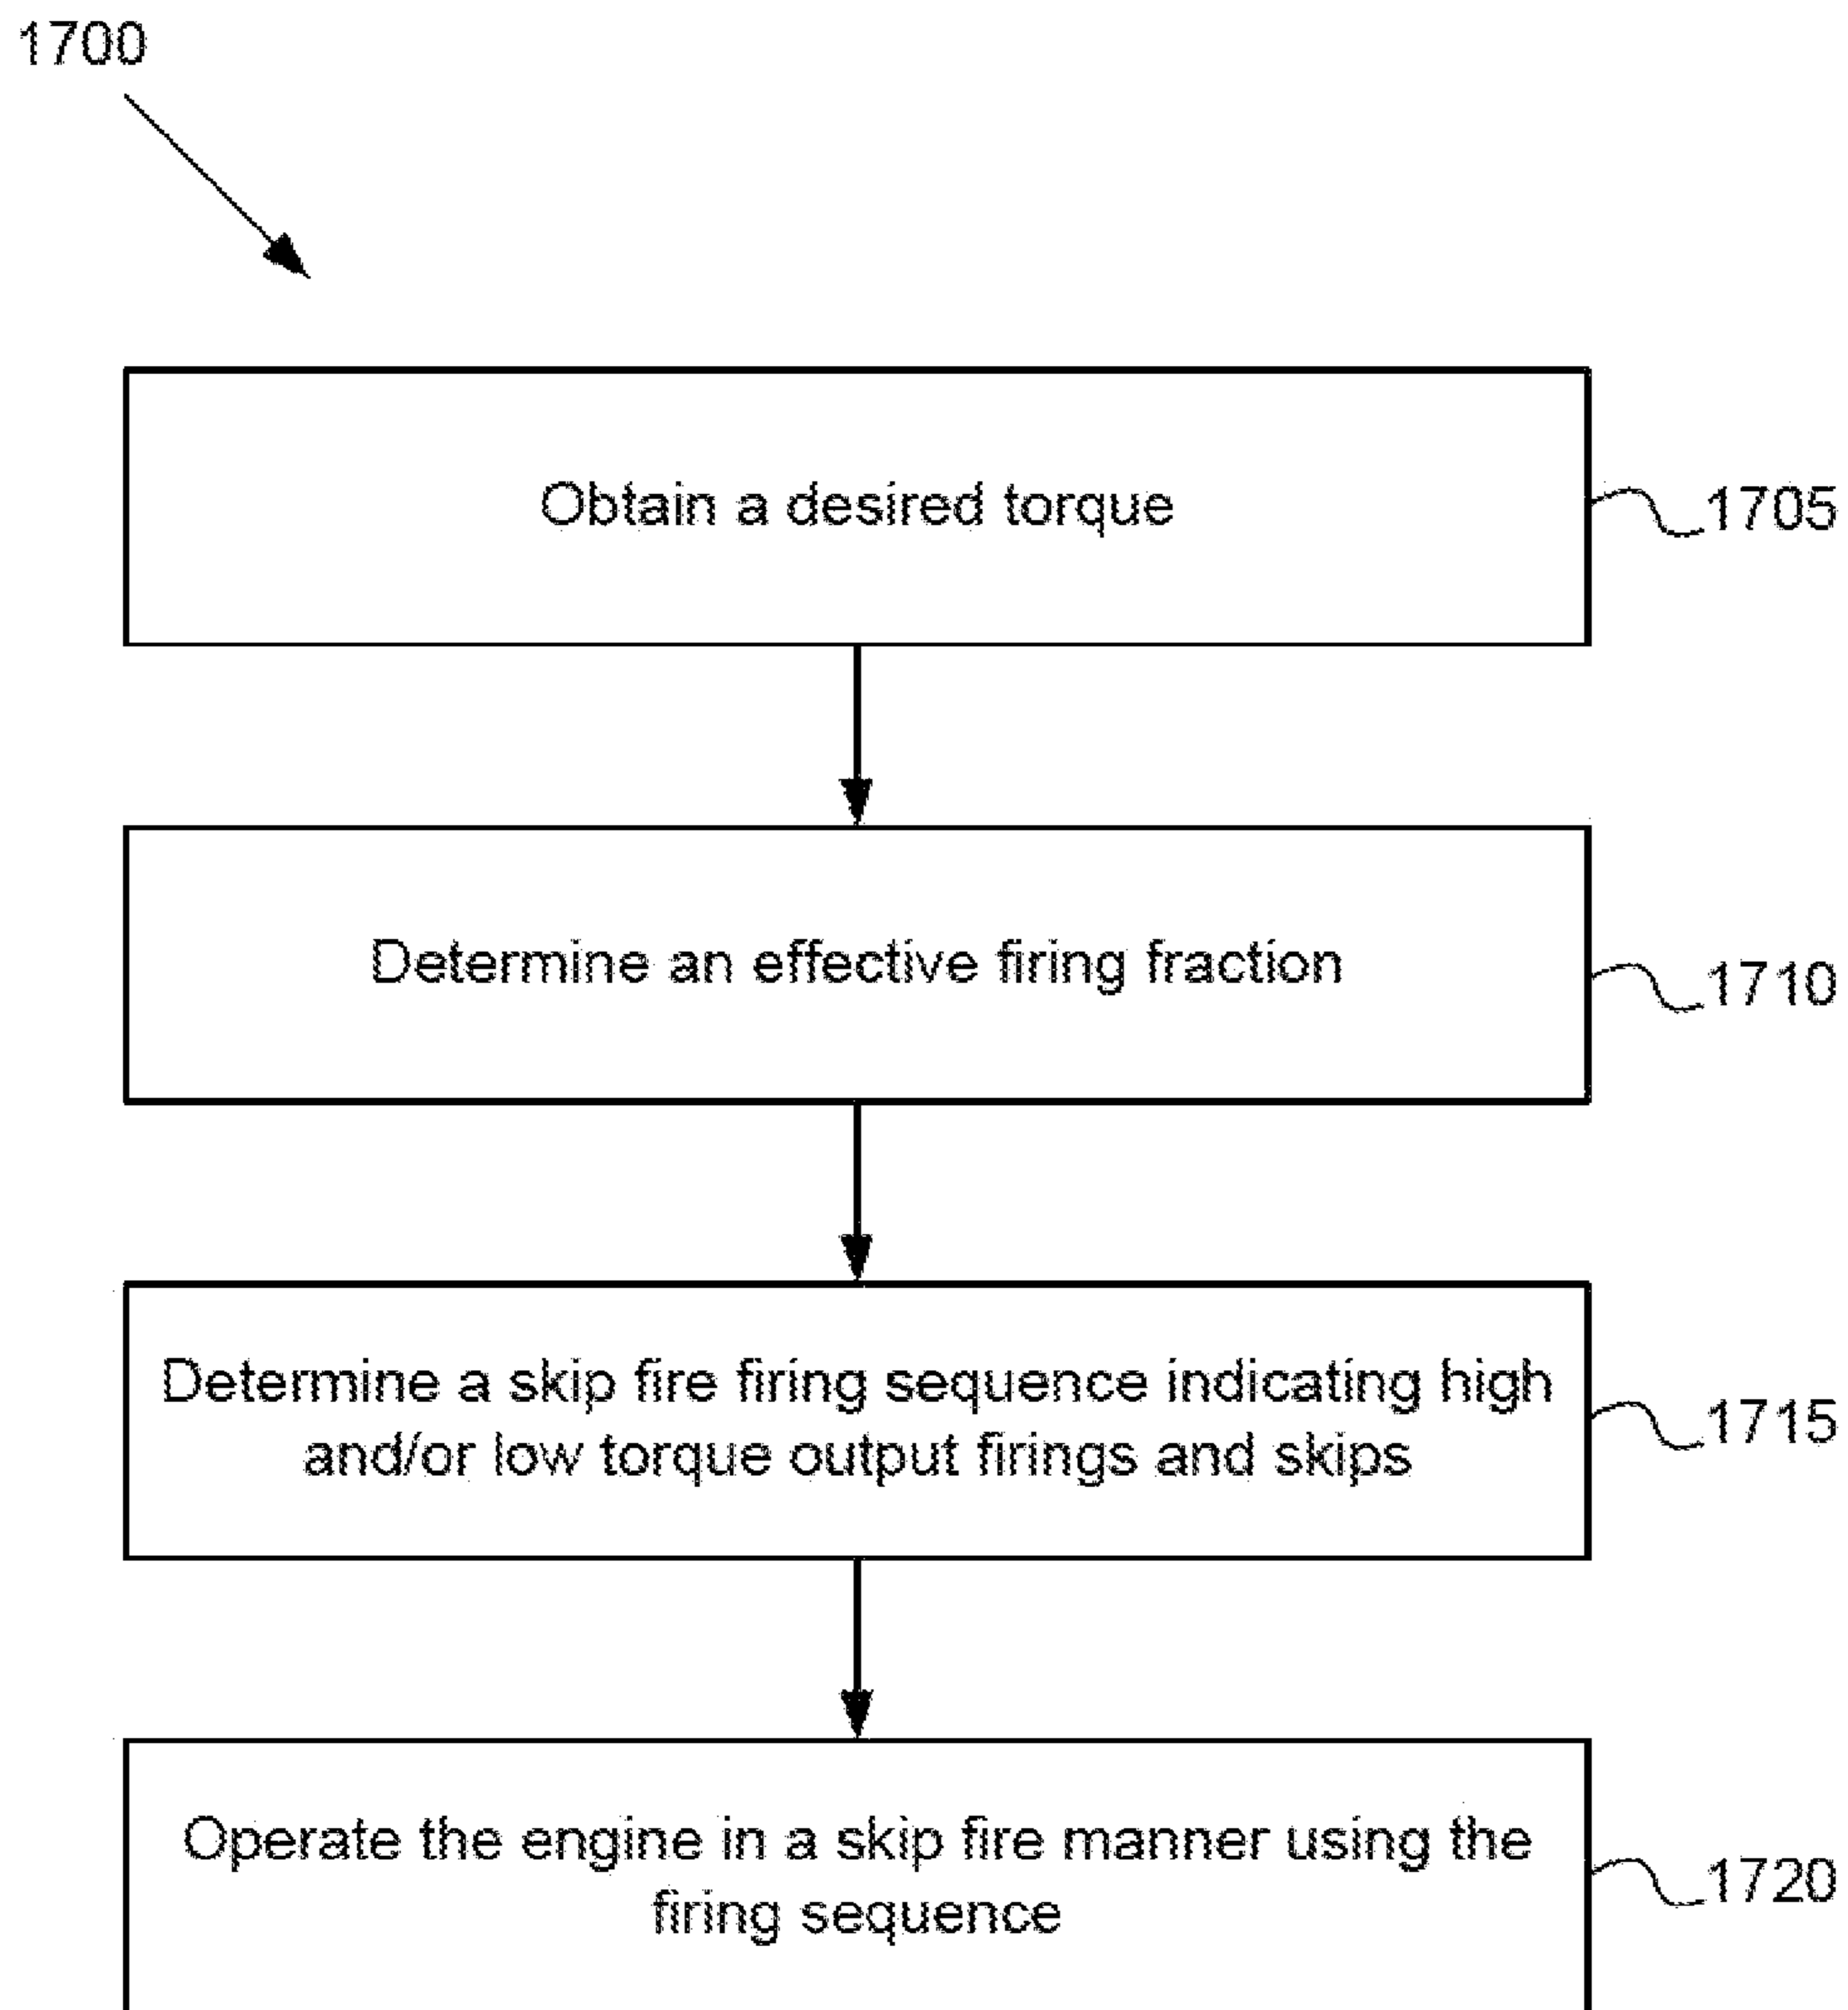 1700
Obtain a desired torque
1705
Determine an effective firing fraction
1710
Determine a skip fire firing sequence indicating high
and/or low torque output firings and skips
1715
Operate the engine in a skip fire manner using the
firing sequence
1720